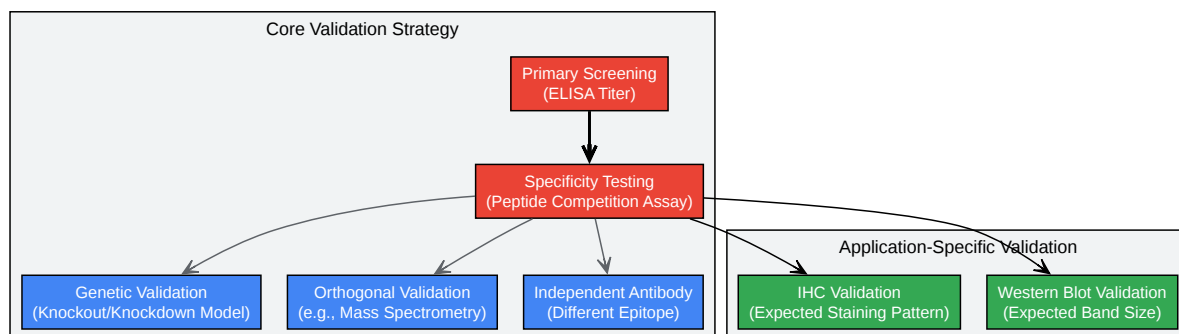 Core Validation Strategy
Primary Screening
(ELISA Titer)
Specificity Testing
(Peptide Competition Assay)
Application-Specific Validation
Genetic Validation
(Knockout/Knockdown Model)
Orthogonal Validation
(e.g., Mass Spectrometry)
Independent Antibody
(Different Epitope)
IHC Validation
(Expected Staining Pattern)
Western Blot Validation
(Expected Band Size)